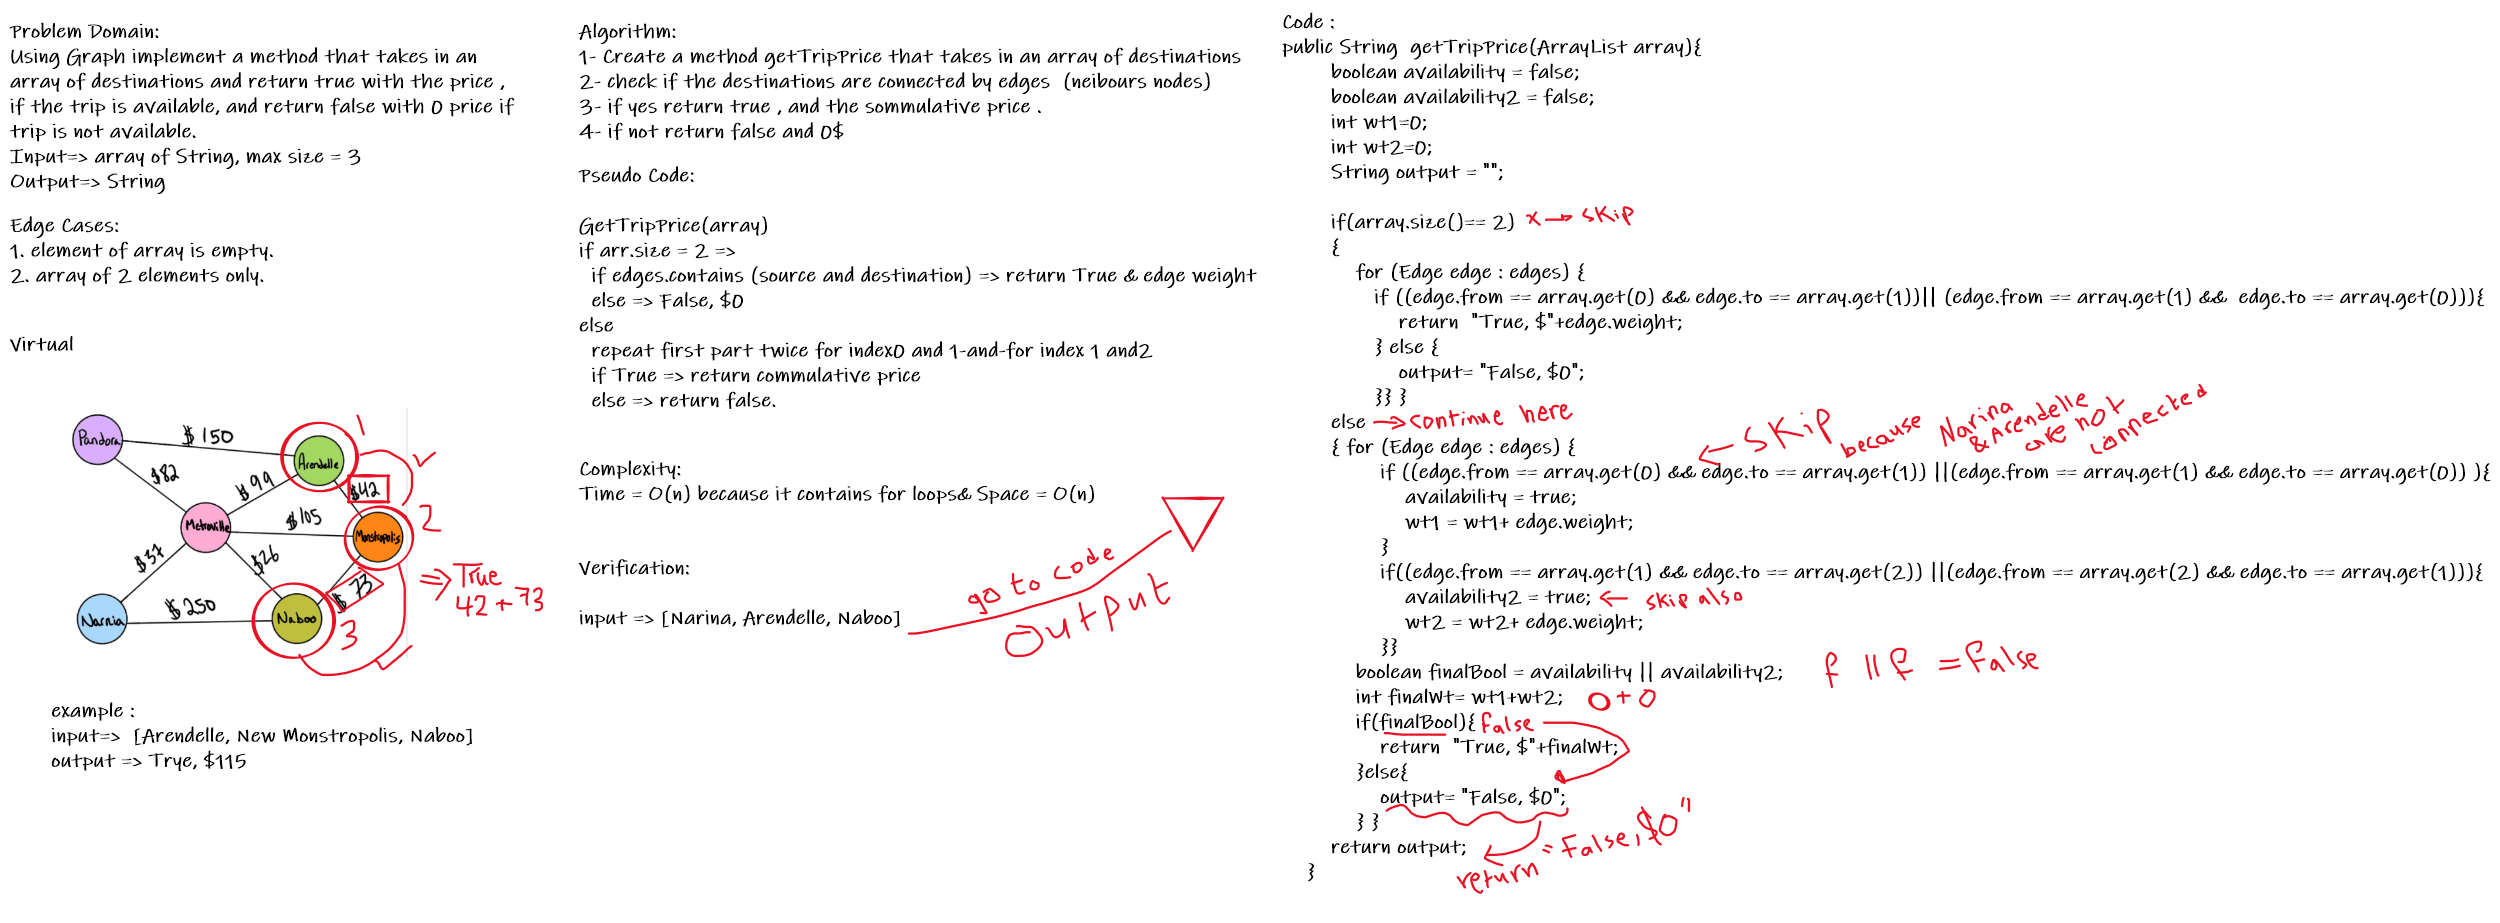 Problem Domain:
Using Graph implement a method that takes in an
array of destinations and return true with the price ,
if the trip is available, and return false with 0 price if
trip is not available.
Input=> array of String, max size = 3
Output=> String
Edge Cases:
1. element of array is empty.
2. array of 2 elements only.
Virtual
Pandora
$ 150
Arendelle
1
$82
$99
$42
Metroville
$105
2
Monstropolis
$37
$26
$ 73
=> True
42 + 73
Narnia
$ 250
Naboo
3
example :
input=> [Arendelle, New Monstropolis, Naboo]
output => Trye, $115
Algorithm:
1- Create a method getTripPrice that takes in an array of destinations
2- check if the destinations are connected by edges (neibours nodes)
3- if yes return true , and the sommulative price .
4- if not return false and 0$
Pseudo Code:
GetTripPrice(array)
if arr.size = 2 =>
if edges.contains (source and destination) => return True & edge weight
else => False, $0
else
repeat first part twice for index0 and 1-and-for index 1 and2
if True => return commulative price
else => return false.
Complexity:
Time = O(n) because it contains for loops& Space = O(n)
Verification:
input => [Narina, Arendelle, Naboo]
go to code
Output
Code :
public String getTripPrice(ArrayList array){
boolean availability = false;
boolean availability2 = false;
int wt1=0;
int wt2=0;
String output = "";
if(array.size()== 2) x → skip
{
for (Edge edge : edges) {
if ((edge.from == array.get(0) && edge.to == array.get(1))|| (edge.from == array.get(1) && edge.to == array.get(0))){
return "True, $"+edge.weight;
} else {
output= "False, $0";
}} }
else → continue here
← SKip because Narina & Arendelle are not connected
{ for (Edge edge : edges) {
if ((edge.from == array.get(0) && edge.to == array.get(1)) ||(edge.from == array.get(1) && edge.to == array.get(0)) ){
availability = true;
wt1 = wt1+ edge.weight;
}
if((edge.from == array.get(1) && edge.to == array.get(2)) ||(edge.from == array.get(2) && edge.to == array.get(1))){
availability2 = true; ← skip also
wt2 = wt2+ edge.weight;
}}
boolean finalBool = availability || availability2; f || f = False
int finalWt= wt1+wt2; 0 + 0
if(finalBool){ False
return "True, $"+finalWt;
}else{
output= "False, $0";
} }
return output;
return = False, $0"
}